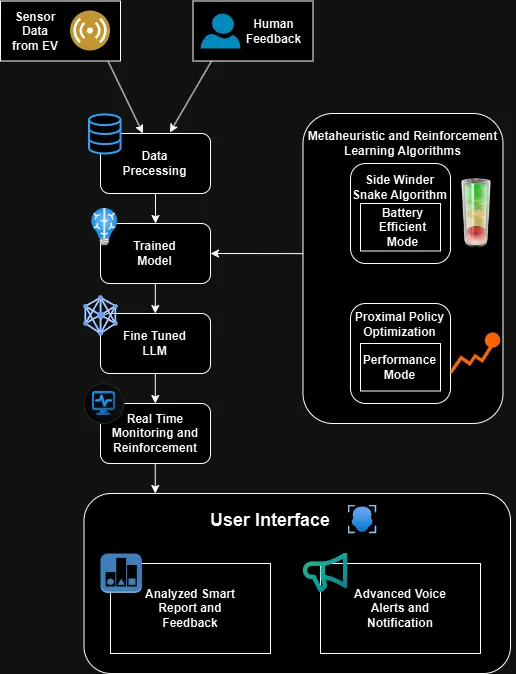 Sensor
Data
from EV
Human
Feedback
Data
Precessing
Metaheuristic and Reinforcement
Learning Algorithms
Side Winder
Snake Algorithm
Battery
Efficient
Mode
Trained
Model
Proximal Policy
Optimization
Performance
Mode
Fine Tuned
LLM
Real Time
Monitoring and
Reinforcement
User Interface
Analyzed Smart
Report and
Feedback
Advanced Voice
Alerts and
Notification